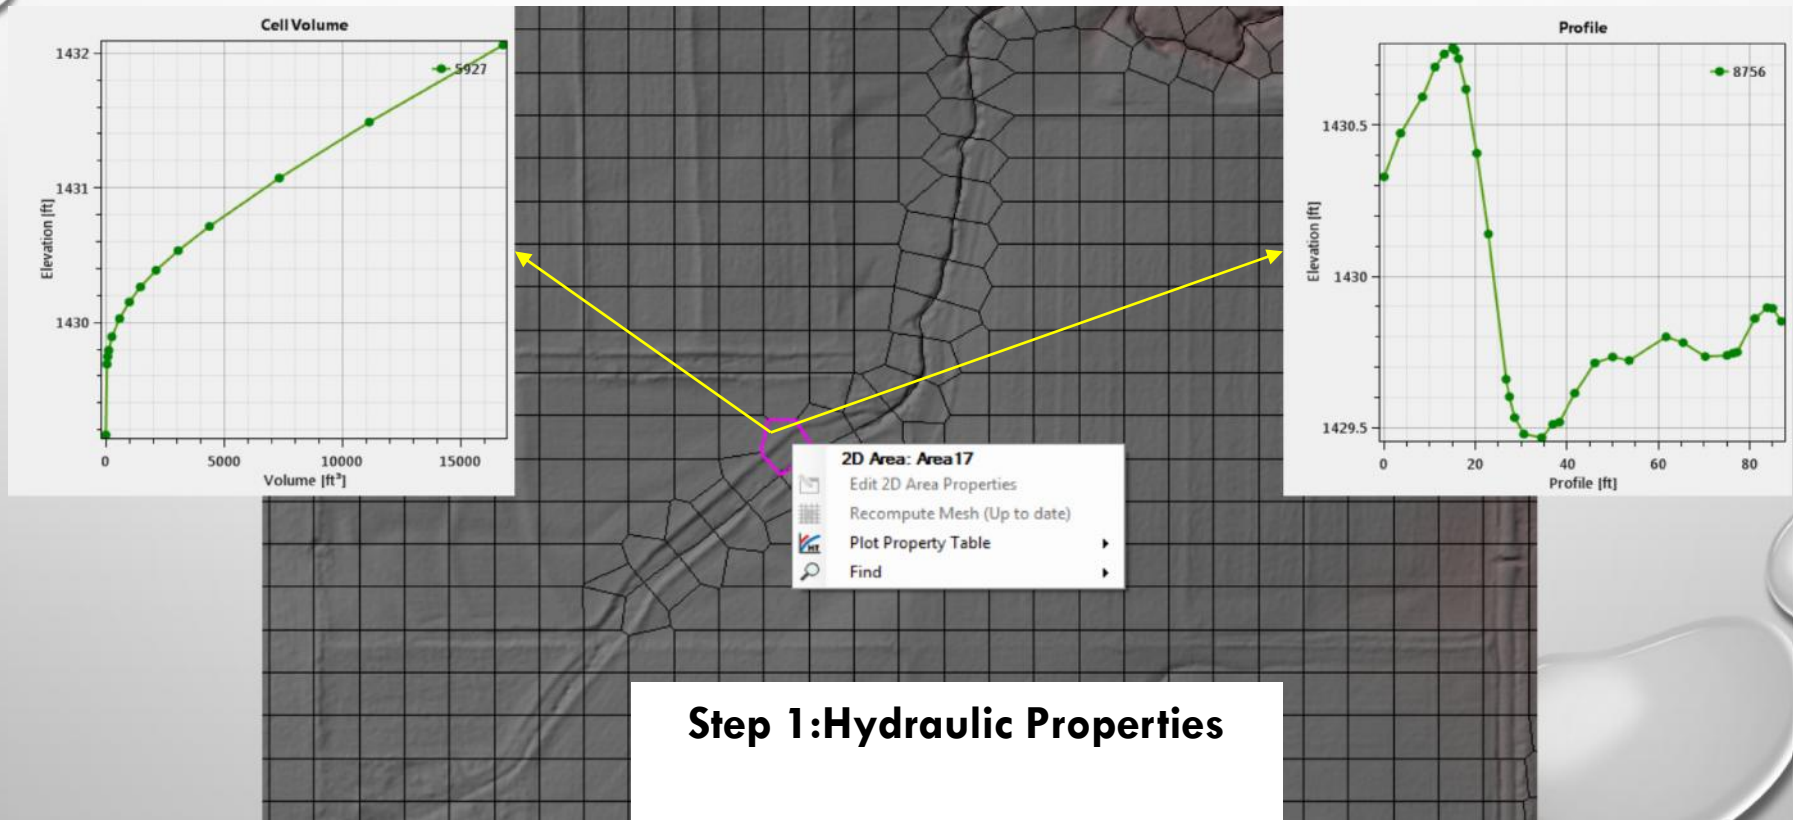 Cell Volume
5927
1432
1431
1430
Elevation [ft]
0
5000
10000
15000
Volume [ft³]
Profile
8756
1430.5
1430
1429.5
Elevation [ft]
0
20
40
60
80
Profile [ft]
2D Area: Area17
Edit 2D Area Properties
Recompute Mesh (Up to date)
HT Plot Property Table
Find
Step 1:Hydraulic Properties